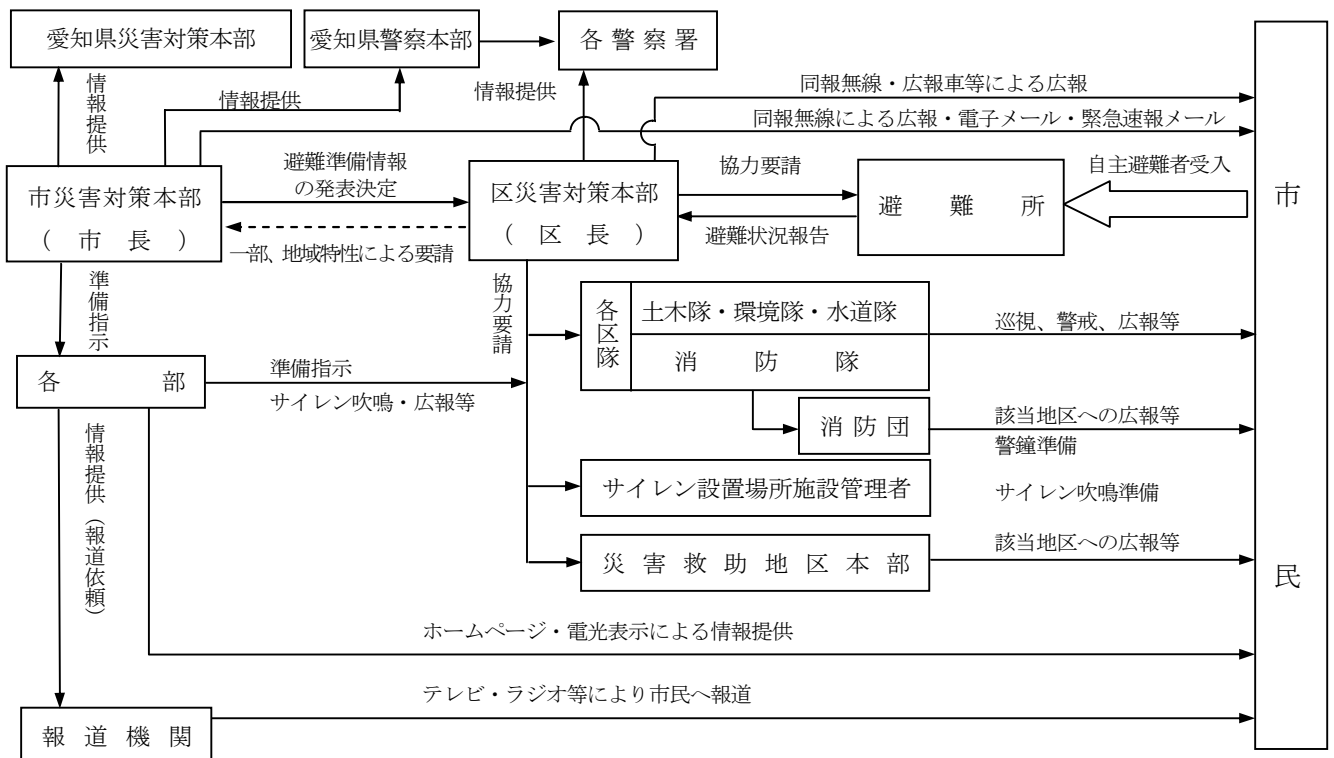 愛知県災害対策本部
愛知県警察本部
各警察署
情報提供
情報提供
情報提供
同報無線・広報車等による広報
同報無線による広報・電子メール・緊急速報メール
市災害対策本部
(市長)
避難準備情報
の発表決定
一部、地域特性による要請
区災害対策本部
(区長)
協力要請
避難状況報告
避難所
自主避難者受入
市民
準備指示
協力要請
各区隊
土木隊・環境隊・水道隊
消防隊
巡視、警戒、広報等
各部
準備指示
サイレン吹鳴・広報等
消防団
該当地区への広報等
警鐘準備
情報提供(報道依頼)
サイレン設置場所施設管理者
サイレン吹鳴準備
災害救助地区本部
該当地区への広報等
ホームページ・電光表示による情報提供
テレビ・ラジオ等により市民へ報道
報道機関